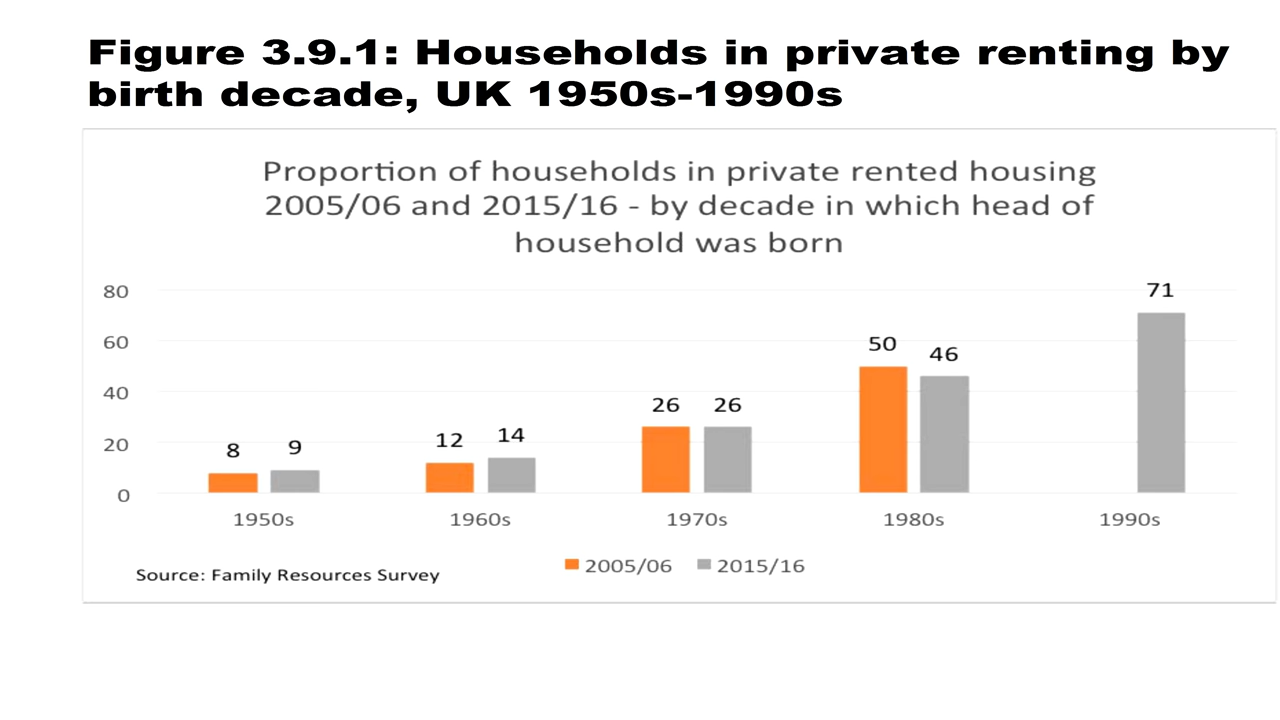 Figure 3.9.1: Households in private renting by
birth decade, UK 1950s-1990s
Proportion of households in private rented housing
2005/06 and 2015/16 - by decade in which head of
household was born
80
60
40
20
0
8
9
12
14
26
26
50
46
71
1950s
1960s
1970s
1980s
1990s
2005/06
2015/16
Source: Family Resources Survey